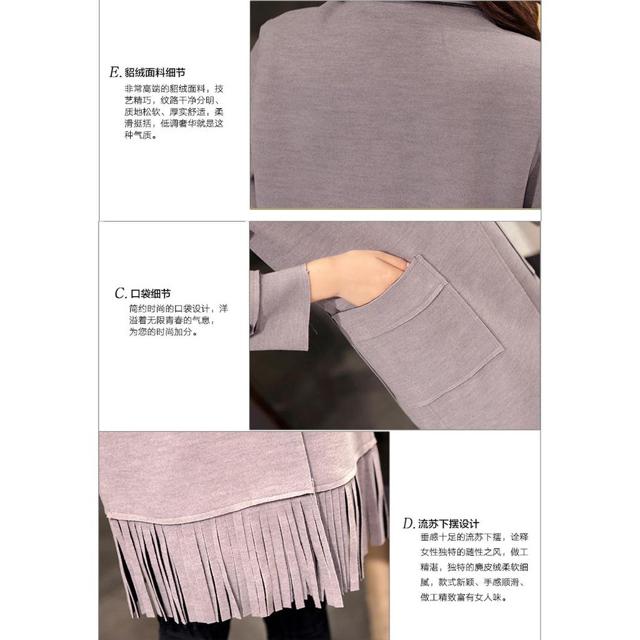 E. 貂绒面料细节
非常高端的貂绒面料，技
艺精巧，纹路干净分明、
质地松软、厚实舒适，柔
滑挺括，低调奢华就是这
种气质。
C. 口袋细节
简约时尚的口袋设计，洋
溢着无限青春的气息，
为您的时尚加分。
D. 流苏下摆设计
垂感十足的流苏下摆，诠释
女性独特的随性之风，做工
精湛，独特的麂皮绒柔软细
腻，款式新颖、手感顺滑、
做工精致富有女人味。